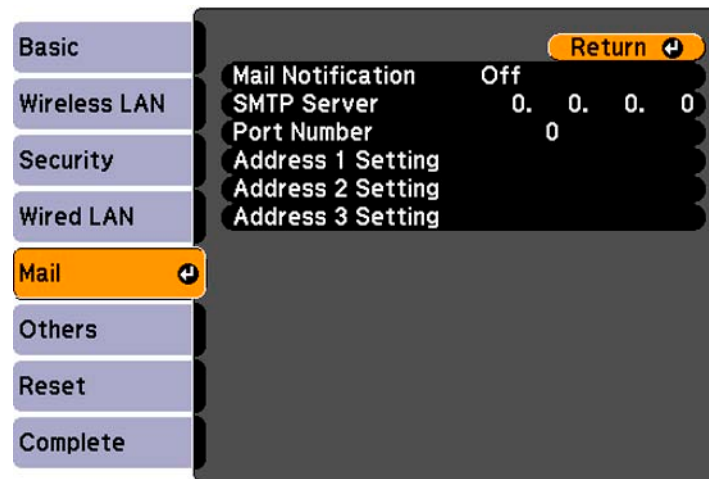 Basic
Wireless LAN
Security
Wired LAN
Mail
Others
Reset
Complete
Return
Mail Notification Off
SMTP Server 0. 0. 0. 0
Port Number 0
Address 1 Setting
Address 2 Setting
Address 3 Setting